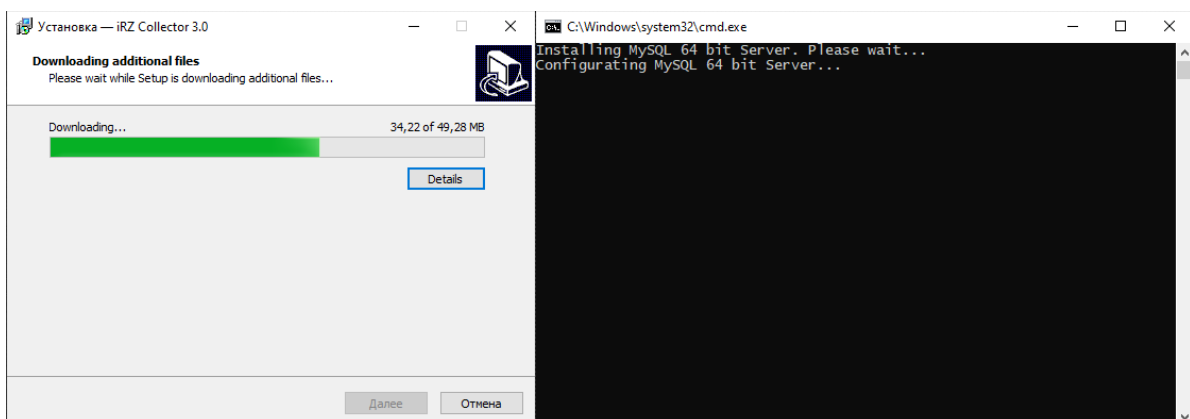 Установка — iRZ Collector 3.0
Downloading additional files
Please wait while Setup is downloading additional files...
Downloading...
34,22 of 49,28 MB
Details
Далее
Отмена
C:\Windows\system32\cmd.exe
Installing MySQL 64 bit Server. Please wait...
Configurating MySQL 64 bit Server...